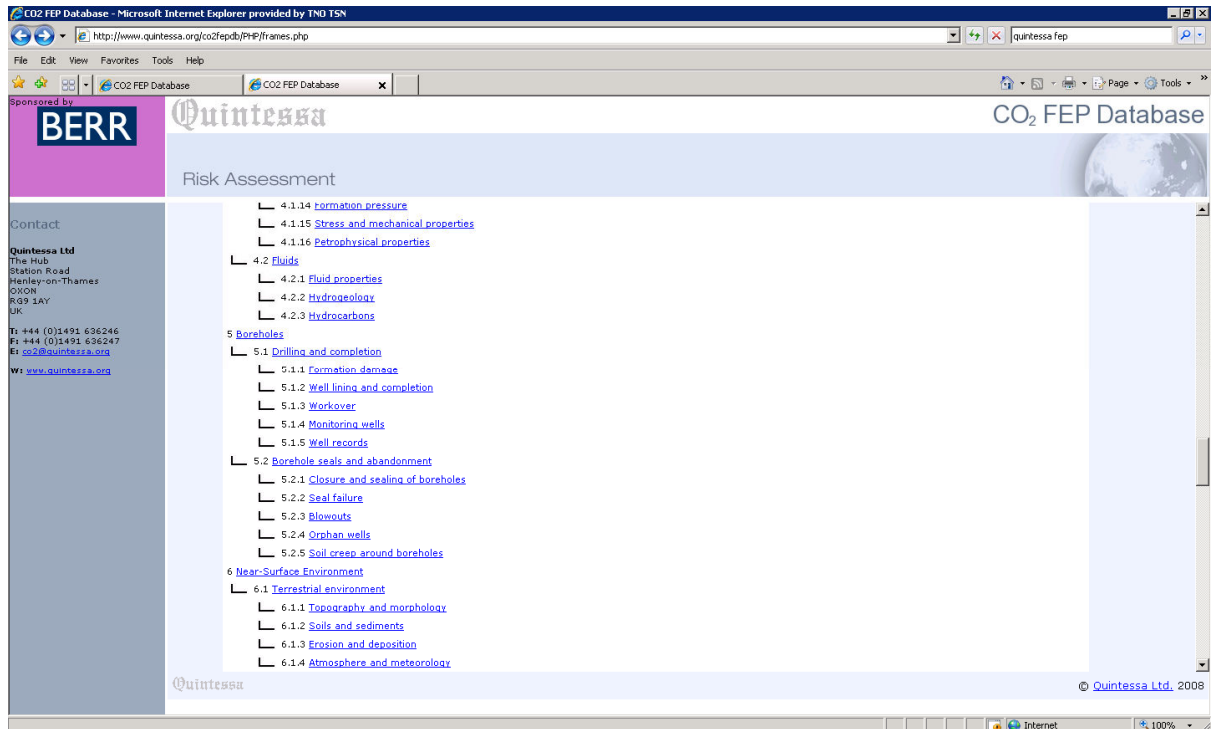 CO2 FEP Database - Microsoft Internet Explorer provided by TNO TSN
http://www.quintessa.org/co2fepdb/PHP/frames.php
quintessa fep
File Edit View Favorites Tools Help
CO2 FEP Database
CO2 FEP Database
Page Tools
Sponsored by
BERR
Quintessa
CO₂ FEP Database
Risk Assessment
Contact
Quintessa Ltd
The Hub
Station Road
Henley-on-Thames
OXON
RG9 1AY
UK
T: +44 (0)1491 636246
F: +44 (0)1491 636247
E: co2@quintessa.org
W: www.quintessa.org
4.1.14 Formation pressure
4.1.15 Stress and mechanical properties
4.1.16 Petrophysical properties
4.2 Fluids
4.2.1 Fluid properties
4.2.2 Hydrogeology
4.2.3 Hydrocarbons
5 Boreholes
5.1 Drilling and completion
5.1.1 Formation damage
5.1.2 Well lining and completion
5.1.3 Workover
5.1.4 Monitoring wells
5.1.5 Well records
5.2 Borehole seals and abandonment
5.2.1 Closure and sealing of boreholes
5.2.2 Seal failure
5.2.3 Blowouts
5.2.4 Orphan wells
5.2.5 Soil creep around boreholes
6 Near-Surface Environment
6.1 Terrestrial environment
6.1.1 Topography and morphology
6.1.2 Soils and sediments
6.1.3 Erosion and deposition
6.1.4 Atmosphere and meteorology
Quintessa
© Quintessa Ltd. 2008
Internet
100%